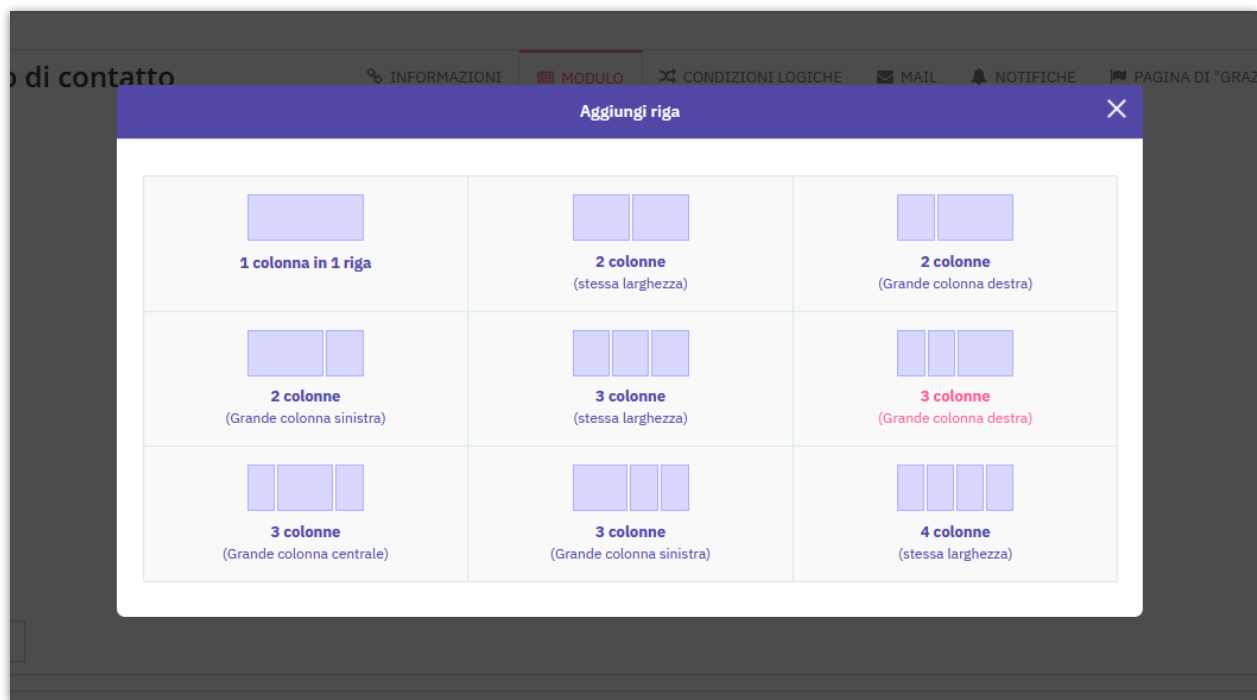 di contatto
INFORMAZIONI
MODULO
CONDIZIONI LOGICHE
MAIL
NOTIFICHE
PAGINA DI "GRAZ
Aggiungi riga
1 colonna in 1 riga
2 colonne
(stessa larghezza)
2 colonne
(Grande colonna destra)
2 colonne
(Grande colonna sinistra)
3 colonne
(stessa larghezza)
3 colonne
(Grande colonna destra)
3 colonne
(Grande colonna centrale)
3 colonne
(Grande colonna sinistra)
4 colonne
(stessa larghezza)